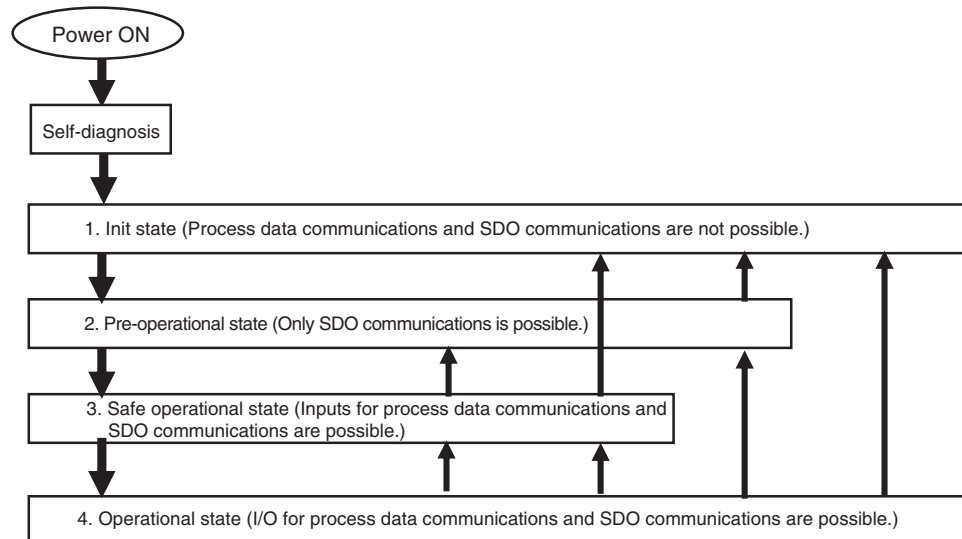 Power ON
Self-diagnosis
1. Init state (Process data communications and SDO communications are not possible.)
2. Pre-operational state (Only SDO communications is possible.)
3. Safe operational state (Inputs for process data communications and
SDO communications are possible.)
4. Operational state (I/O for process data communications and SDO communications are possible.)